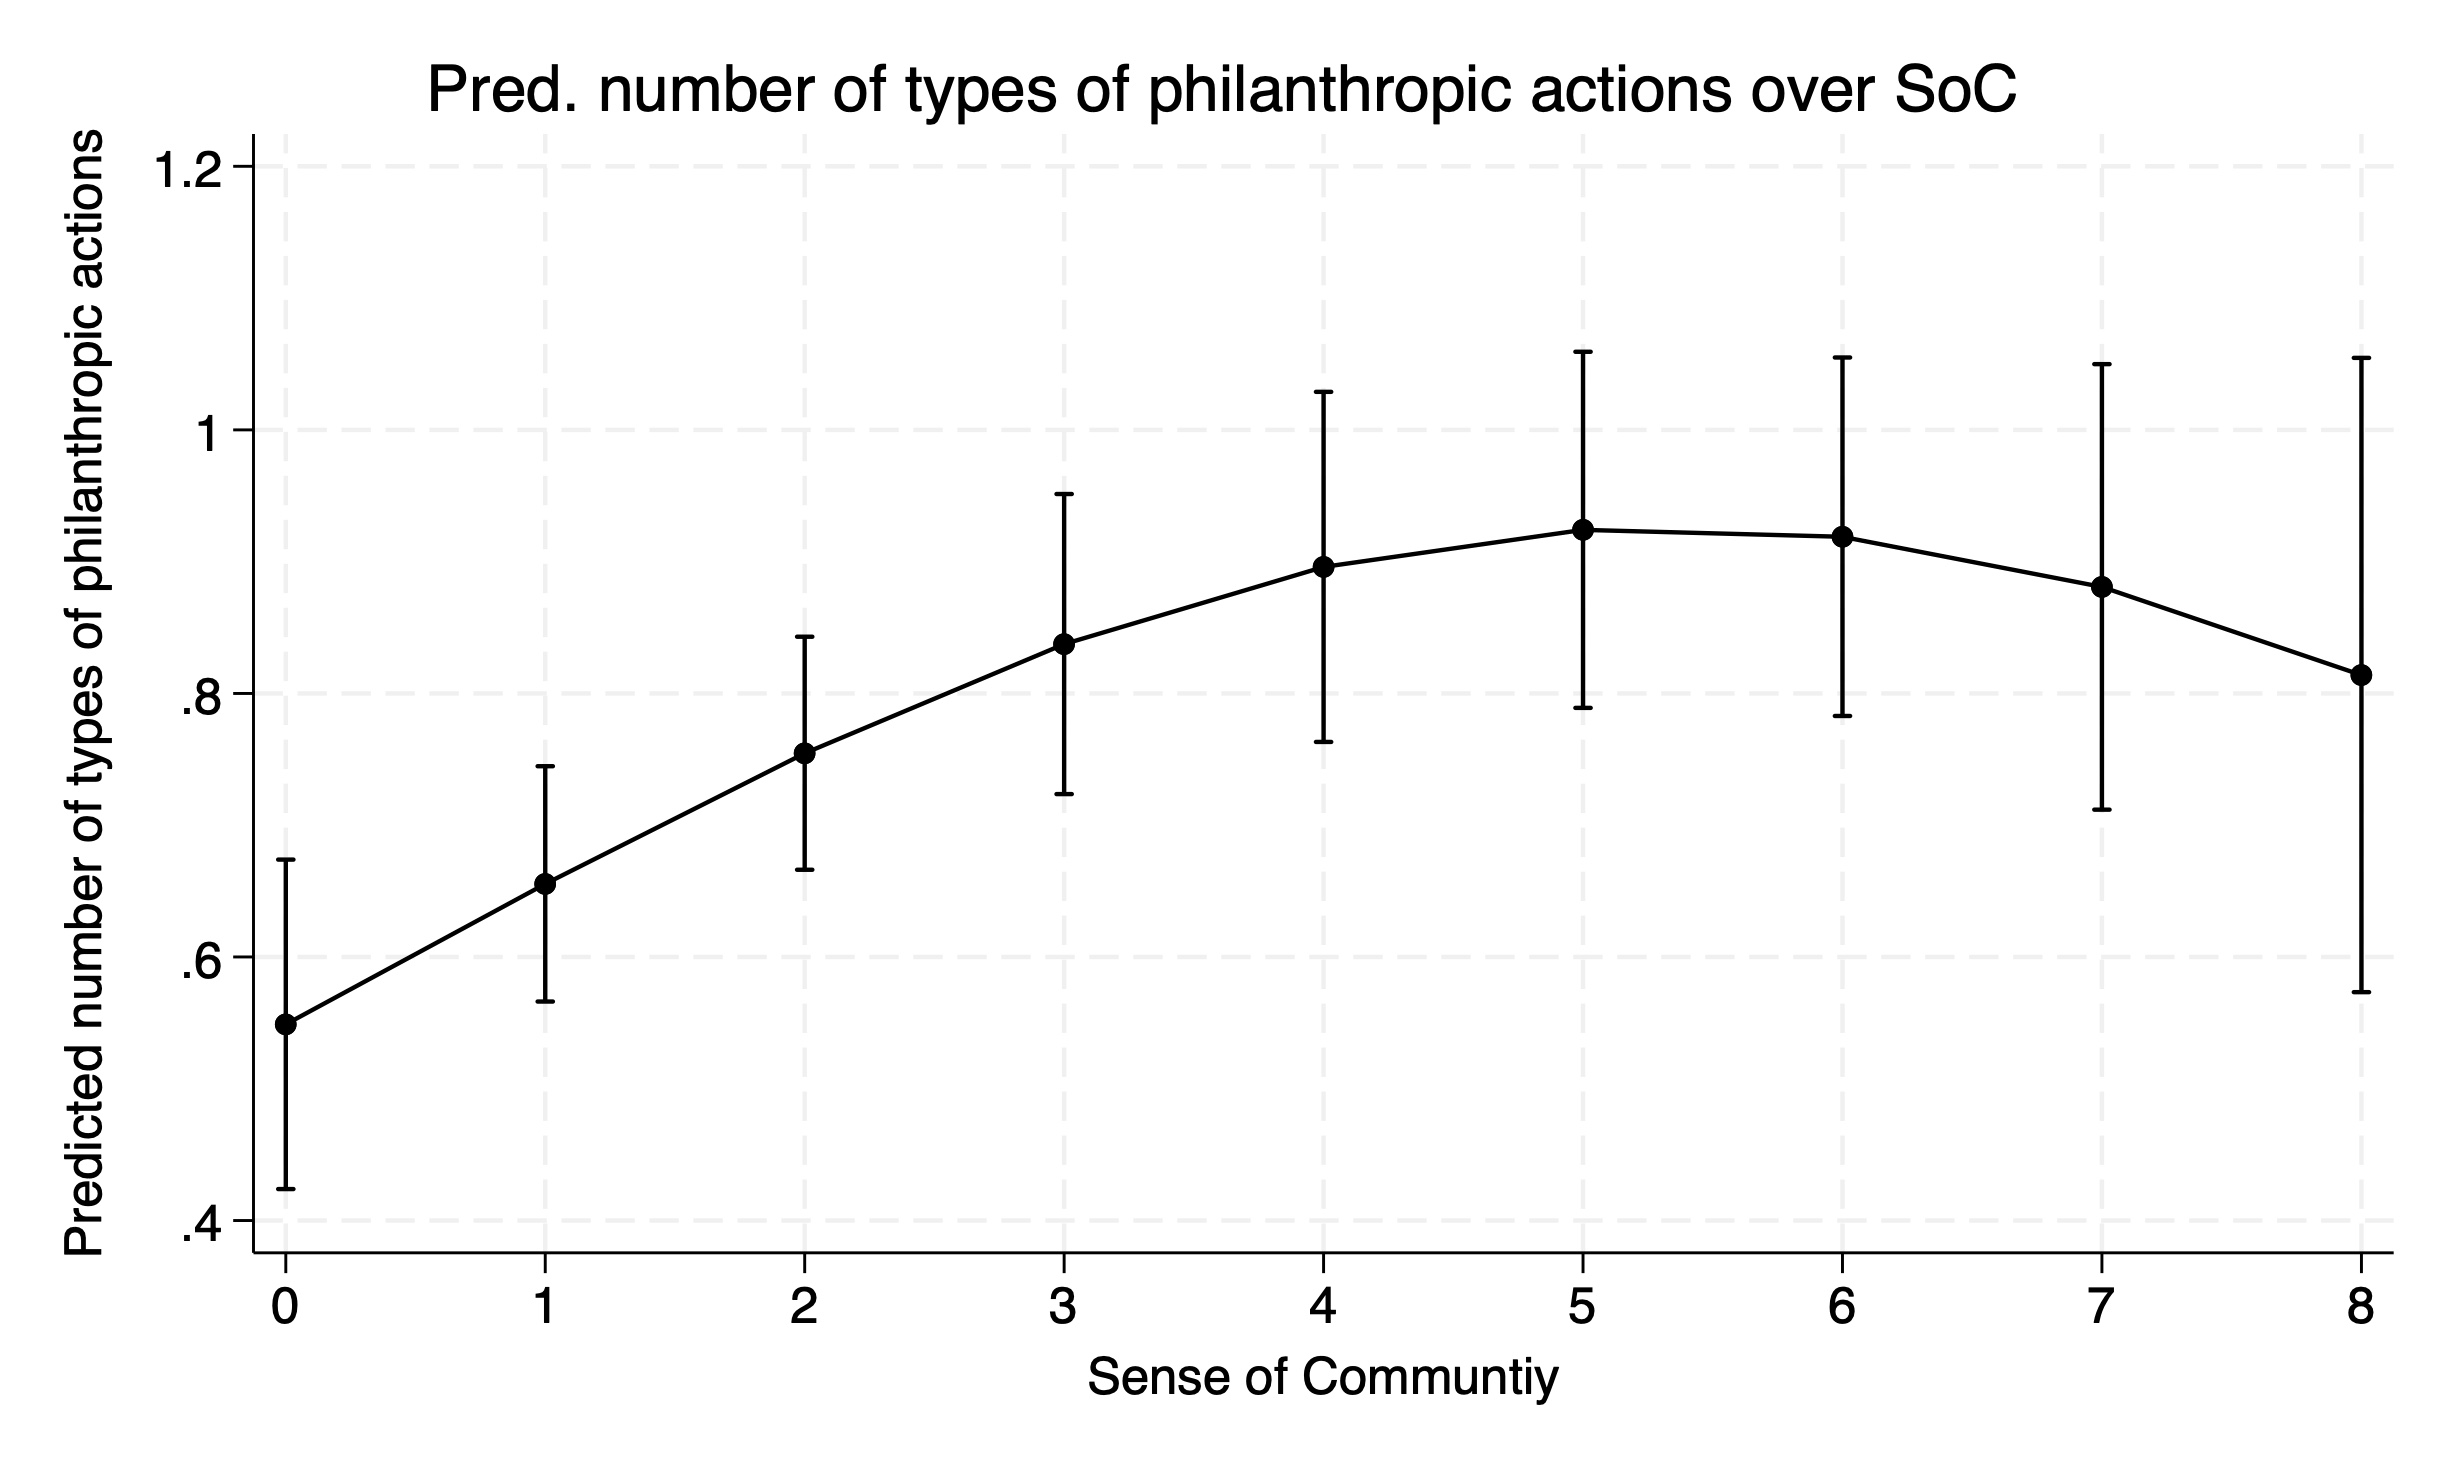 Pred. number of types of philanthropic actions over SoC
Predicted number of types of philanthropic actions
1.2
1
.8
.6
.4
0 1 2 3 4 5 6 7 8
Sense of Communtiy